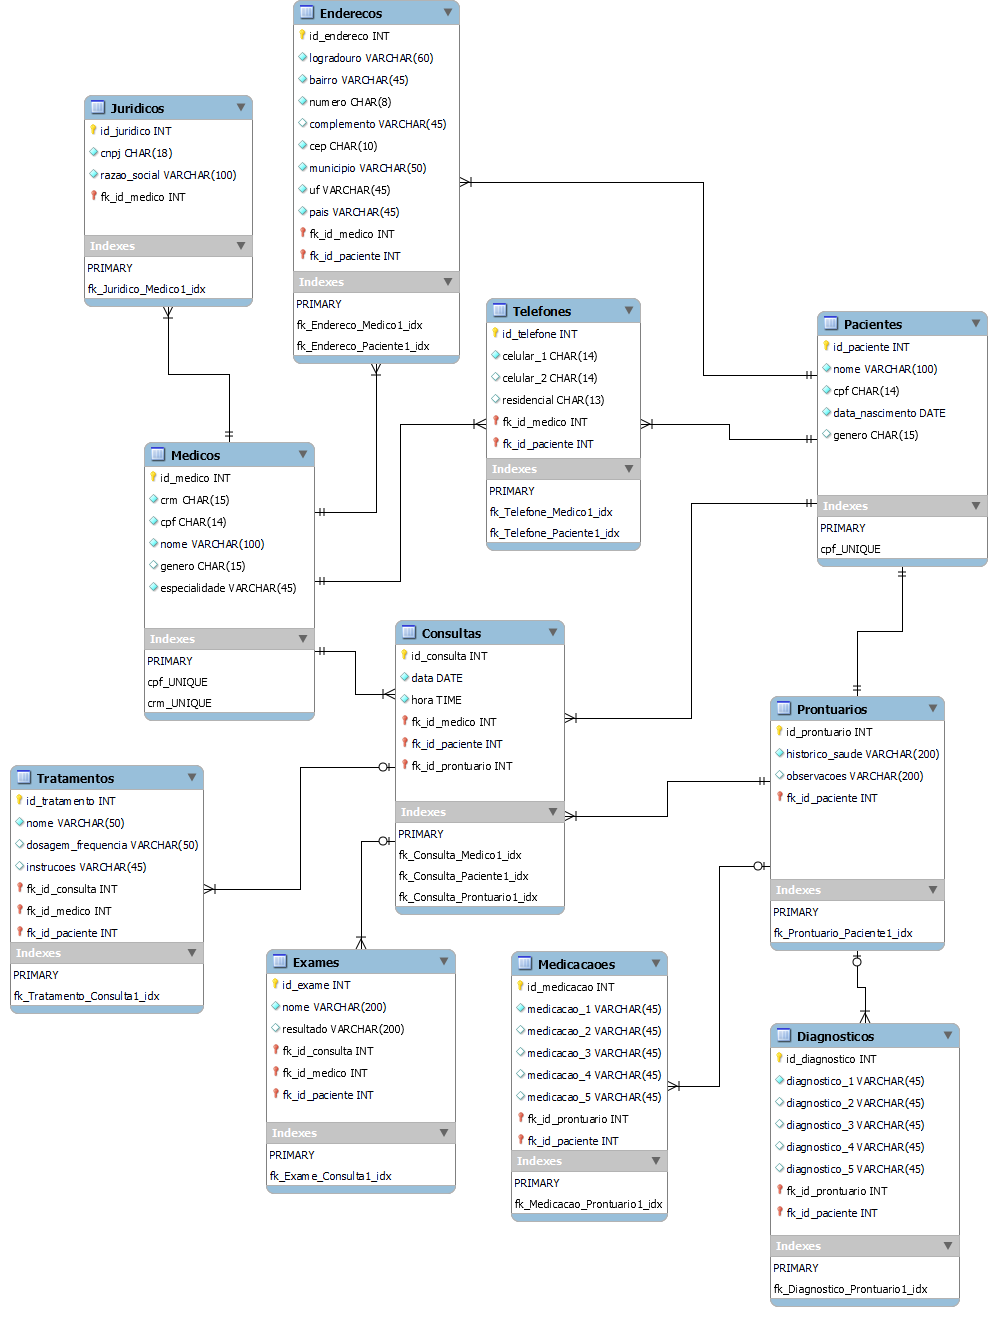 Enderecos
id_endereco INT
logradouro VARCHAR(60)
bairro VARCHAR(45)
numero CHAR(8)
complemento VARCHAR(45)
cep CHAR(10)
municipio VARCHAR(50)
uf VARCHAR(45)
pais VARCHAR(45)
fk_id_medico INT
fk_id_paciente INT
Indexes
PRIMARY
fk_Endereco_Medico1_idx
fk_Endereco_Paciente1_idx
Juridicos
id_juridico INT
cnpj CHAR(18)
razao_social VARCHAR(100)
fk_id_medico INT
Indexes
PRIMARY
fk_Juridico_Medico1_idx
Telefones
id_telefone INT
celular_1 CHAR(14)
celular_2 CHAR(14)
residencial CHAR(13)
fk_id_medico INT
fk_id_paciente INT
Indexes
PRIMARY
fk_Telefone_Medico1_idx
fk_Telefone_Paciente1_idx
Pacientes
id_paciente INT
nome VARCHAR(100)
cpf CHAR(14)
data_nascimento DATE
genero CHAR(15)
Indexes
PRIMARY
cpf_UNIQUE
Medicos
id_medico INT
crm CHAR(15)
cpf CHAR(14)
nome VARCHAR(100)
genero CHAR(15)
especialidade VARCHAR(45)
Indexes
PRIMARY
cpf_UNIQUE
crm_UNIQUE
Consultas
id_consulta INT
data DATE
hora TIME
fk_id_medico INT
fk_id_paciente INT
fk_id_prontuario INT
Indexes
PRIMARY
fk_Consulta_Medico1_idx
fk_Consulta_Paciente1_idx
fk_Consulta_Prontuario1_idx
Prontuarios
id_prontuario INT
historico_saude VARCHAR(200)
observacoes VARCHAR(200)
fk_id_paciente INT
Indexes
PRIMARY
fk_Prontuario_Paciente1_idx
Tratamentos
id_tratamento INT
nome VARCHAR(50)
dosagem_frequencia VARCHAR(50)
instrucoes VARCHAR(45)
fk_id_consulta INT
fk_id_medico INT
fk_id_paciente INT
Indexes
PRIMARY
fk_Tratamento_Consulta1_idx
Exames
id_exame INT
nome VARCHAR(200)
resultado VARCHAR(200)
fk_id_consulta INT
fk_id_medico INT
fk_id_paciente INT
Indexes
PRIMARY
fk_Exame_Consulta1_idx
Medicacaoes
id_medicacao INT
medicacao_1 VARCHAR(45)
medicacao_2 VARCHAR(45)
medicacao_3 VARCHAR(45)
medicacao_4 VARCHAR(45)
medicacao_5 VARCHAR(45)
fk_id_prontuario INT
fk_id_paciente INT
Indexes
PRIMARY
fk_Medicacao_Prontuario1_idx
Diagnosticos
id_diagnostico INT
diagnostico_1 VARCHAR(45)
diagnostico_2 VARCHAR(45)
diagnostico_3 VARCHAR(45)
diagnostico_4 VARCHAR(45)
diagnostico_5 VARCHAR(45)
fk_id_prontuario INT
fk_id_paciente INT
Indexes
PRIMARY
fk_Diagnostico_Prontuario1_idx